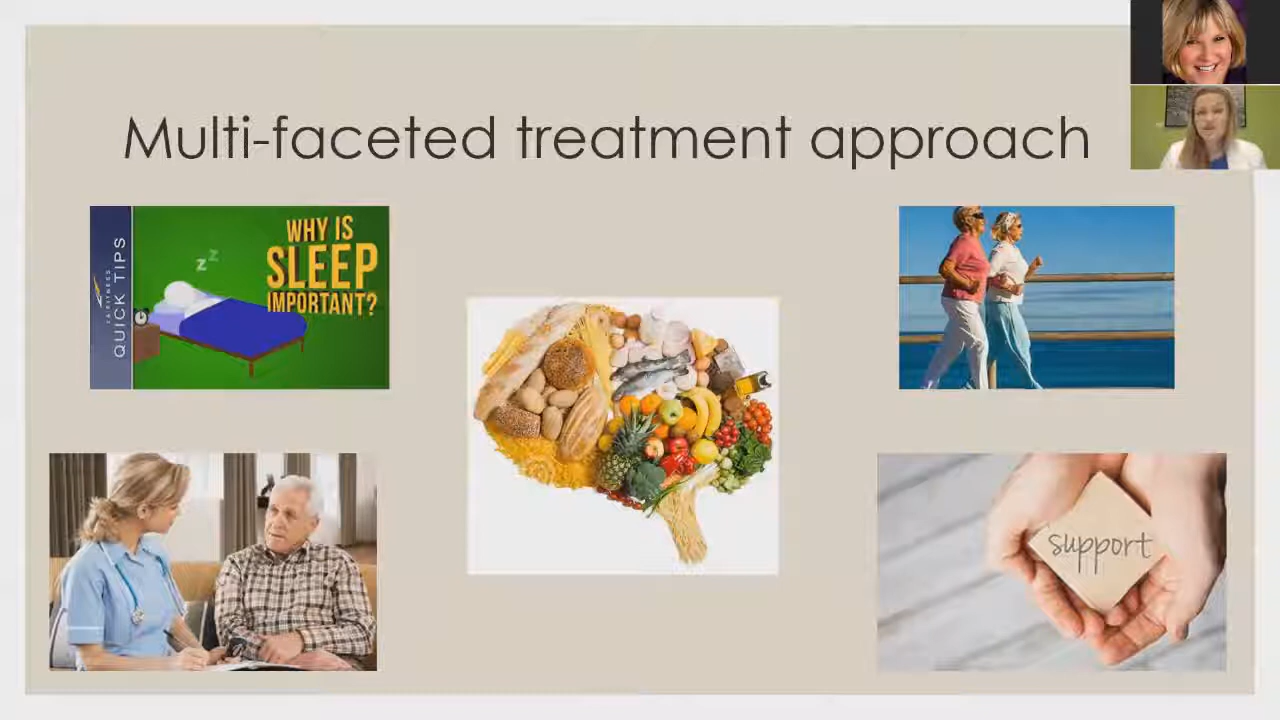 Multi-faceted treatment approach
QUICK TIPS
WHY IS
SLEEP
IMPORTANT?
z z
support